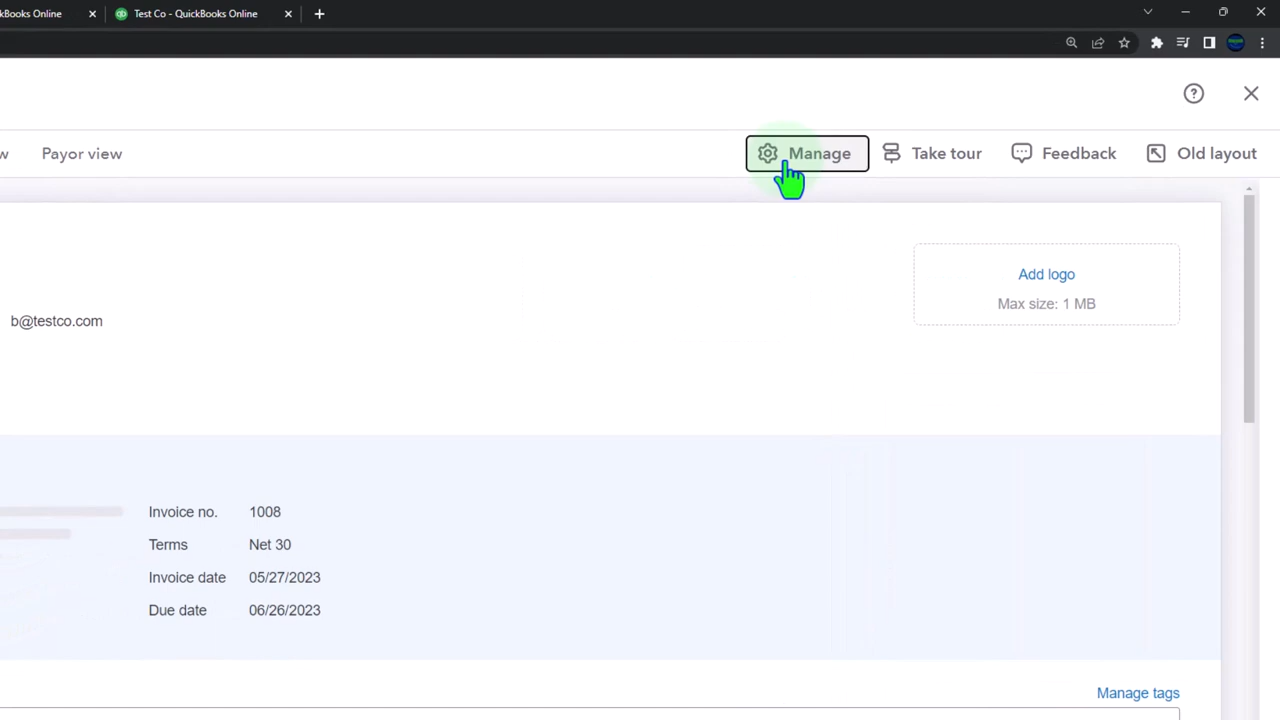 kBooks Online
Test Co - QuickBooks Online
w
Payor view
Manage
Take tour
Feedback
Old layout
Add logo
Max size: 1 MB
b@testco.com
Invoice no. 1008
Terms Net 30
Invoice date 05/27/2023
Due date 06/26/2023
Manage tags